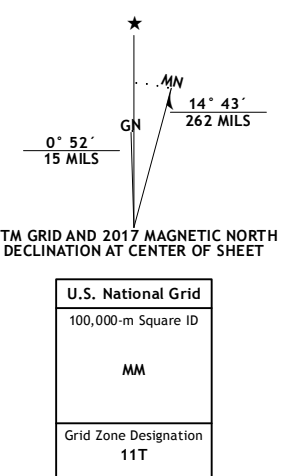 ★
MN
GN
14° 43´
262 MILS
0° 52´
15 MILS
TM GRID AND 2017 MAGNETIC NORTH
DECLINATION AT CENTER OF SHEET
U.S. National Grid
100,000-m Square ID
MM
Grid Zone Designation
11T